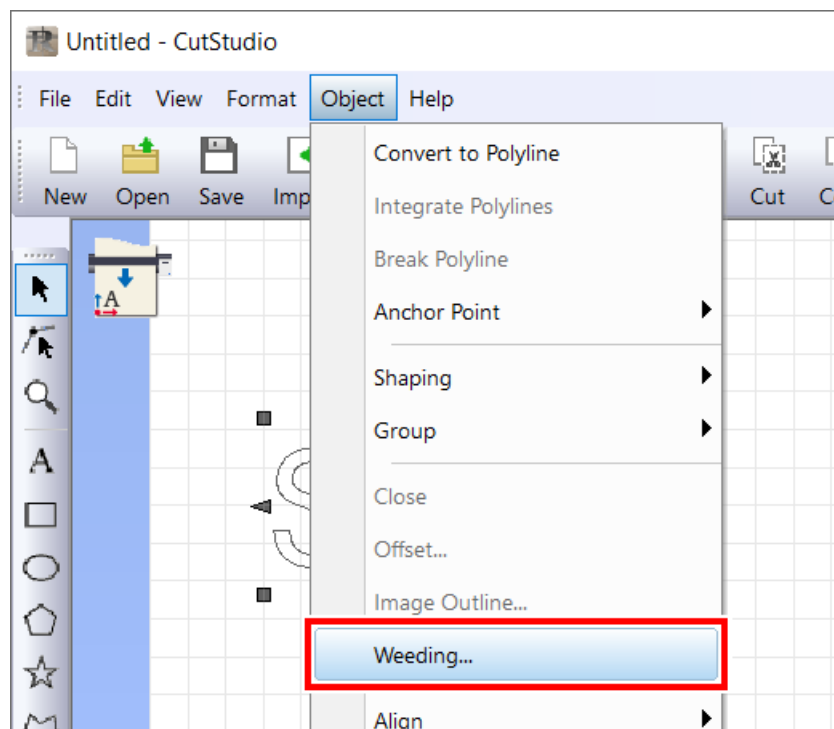 Untitled - CutStudio
File Edit View Format Object Help
New Open Save Imp Cut C
Convert to Polyline
Integrate Polylines
Break Polyline
Anchor Point
Shaping
Group
Close
Offset...
Image Outline...
Weeding...
Align
A
A
S